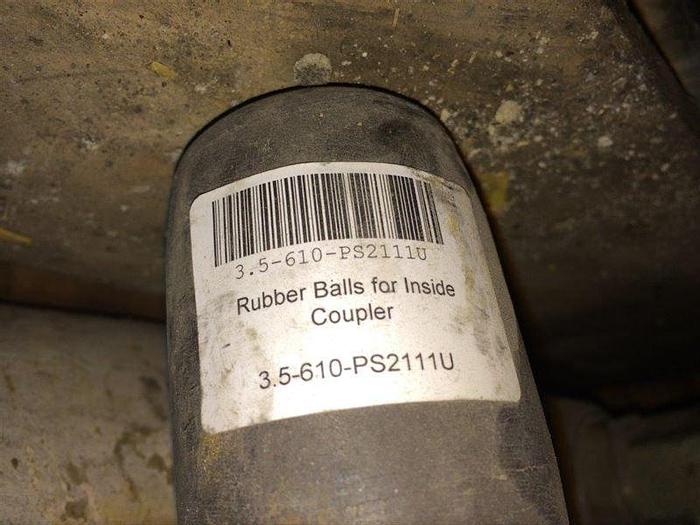 3.5-610-PS2111U
Rubber Balls for Inside
Coupler
3.5-610-PS2111U